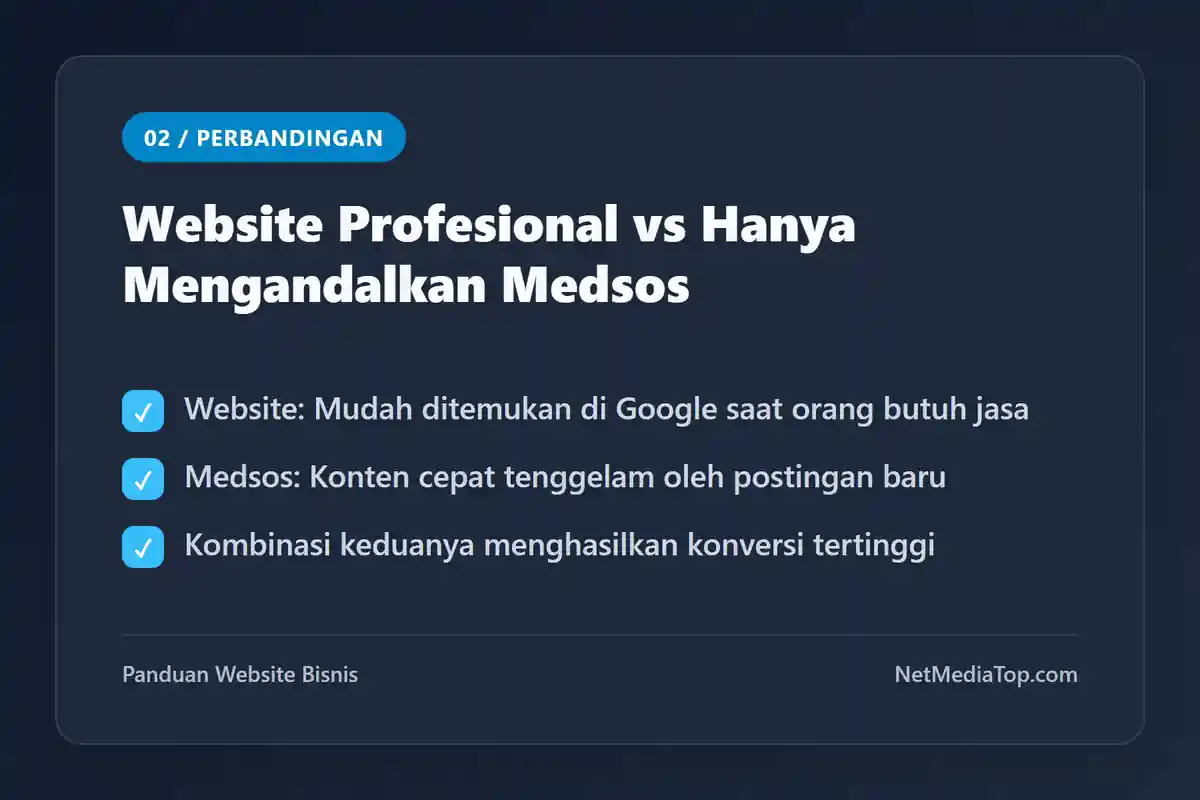 02 / PERBANDINGAN
Website Profesional vs Hanya
Mengandalkan Medsos
Website: Mudah ditemukan di Google saat orang butuh jasa
Medsos: Konten cepat tenggelam oleh postingan baru
Kombinasi keduanya menghasilkan konversi tertinggi
Panduan Website Bisnis
NetMediaTop.com